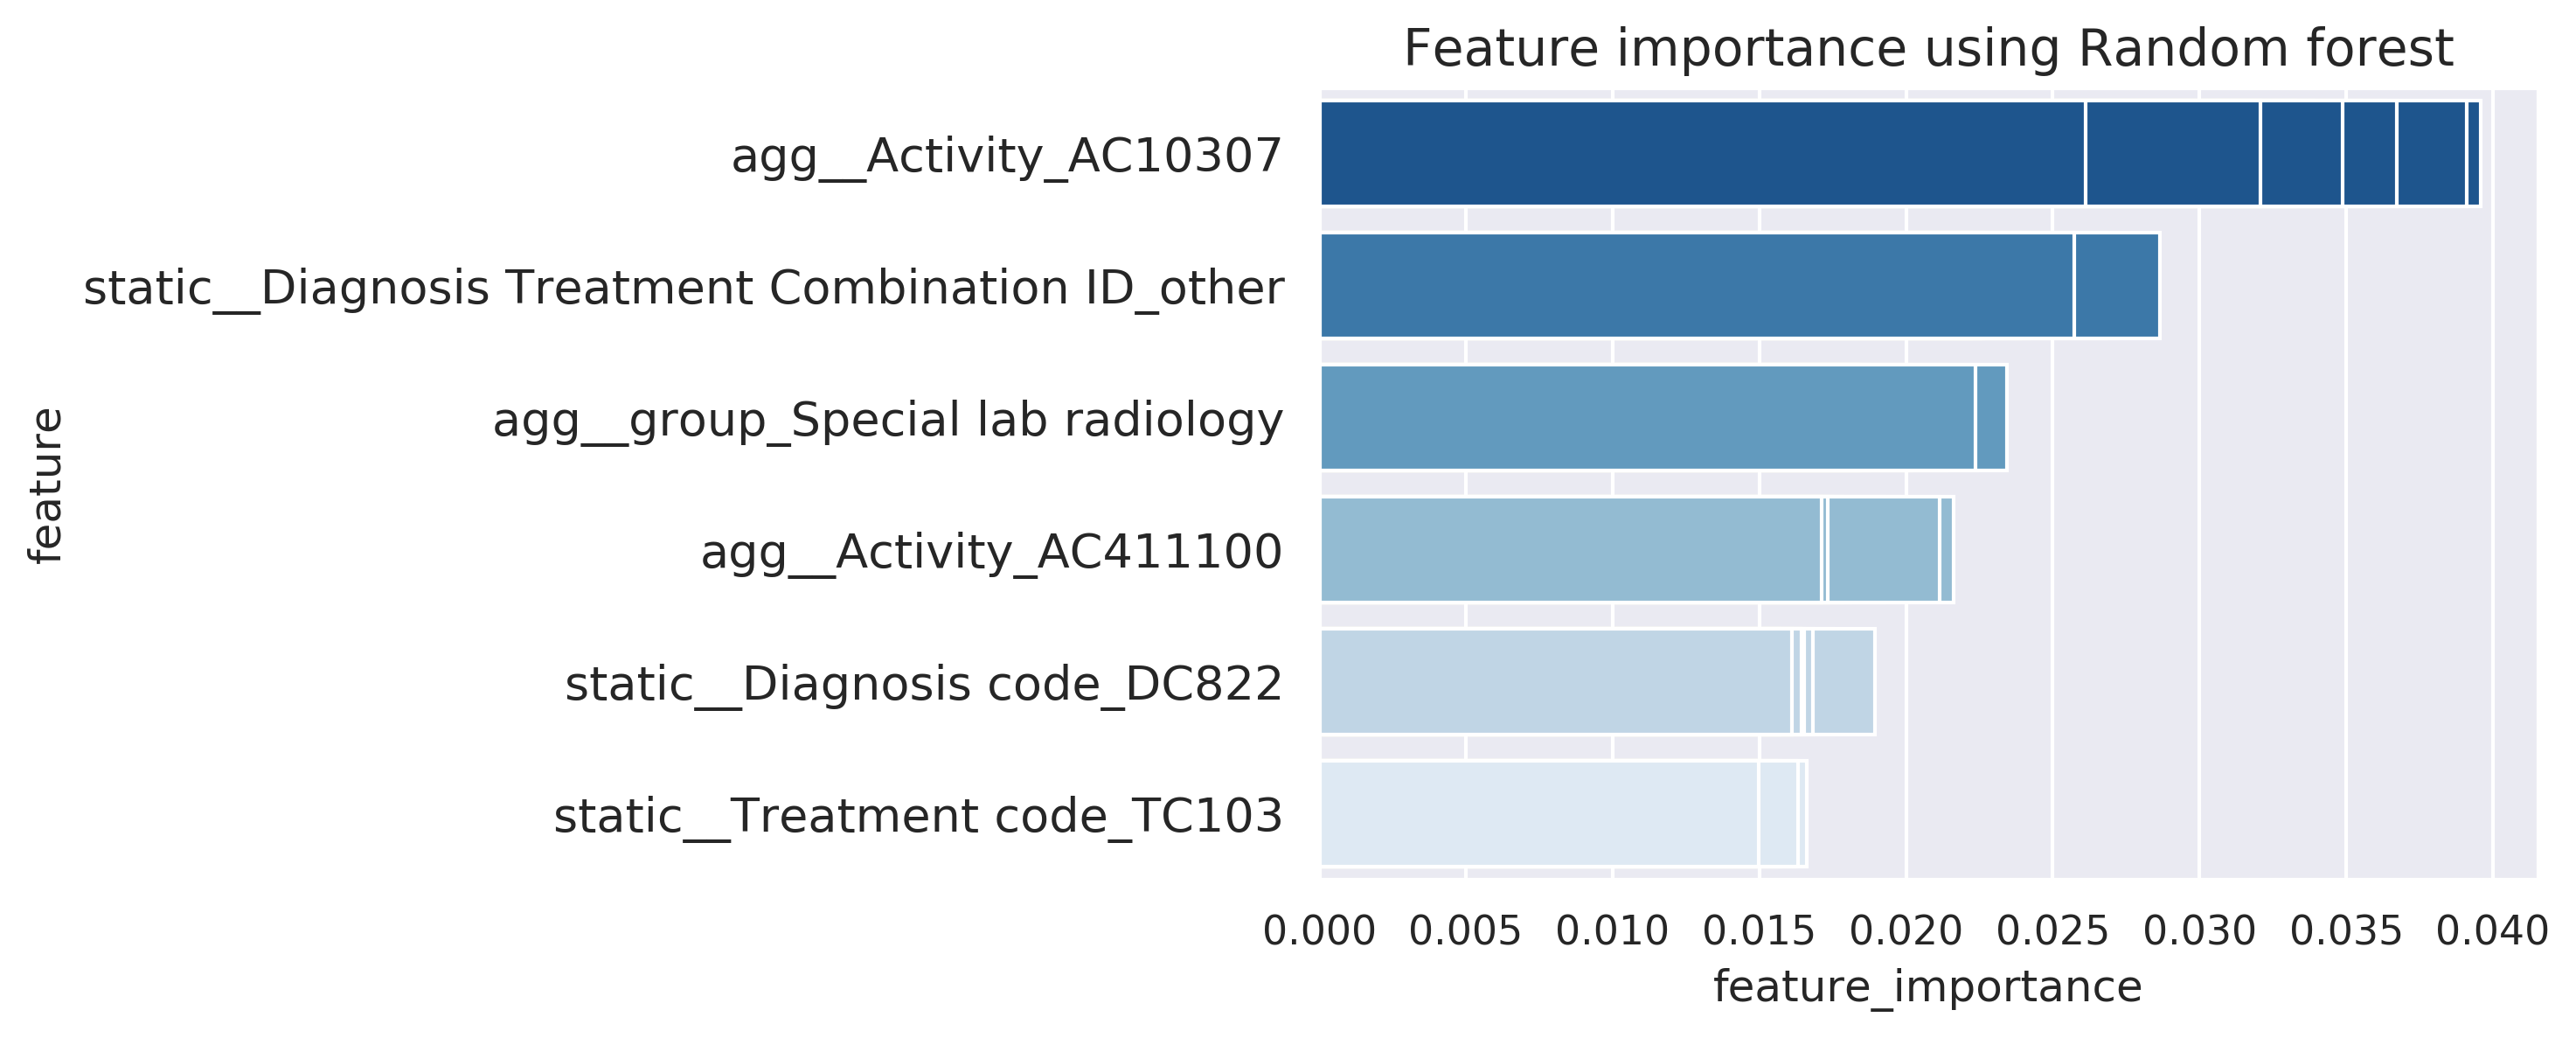 Feature importance using Random forest
agg__Activity_AC10307
static__Diagnosis Treatment Combination ID_other
agg__group_Special lab radiology
agg__Activity_AC411100
static__Diagnosis code_DC822
static__Treatment code_TC103
feature
0.000 0.005 0.010 0.015 0.020 0.025 0.030 0.035 0.040
feature_importance